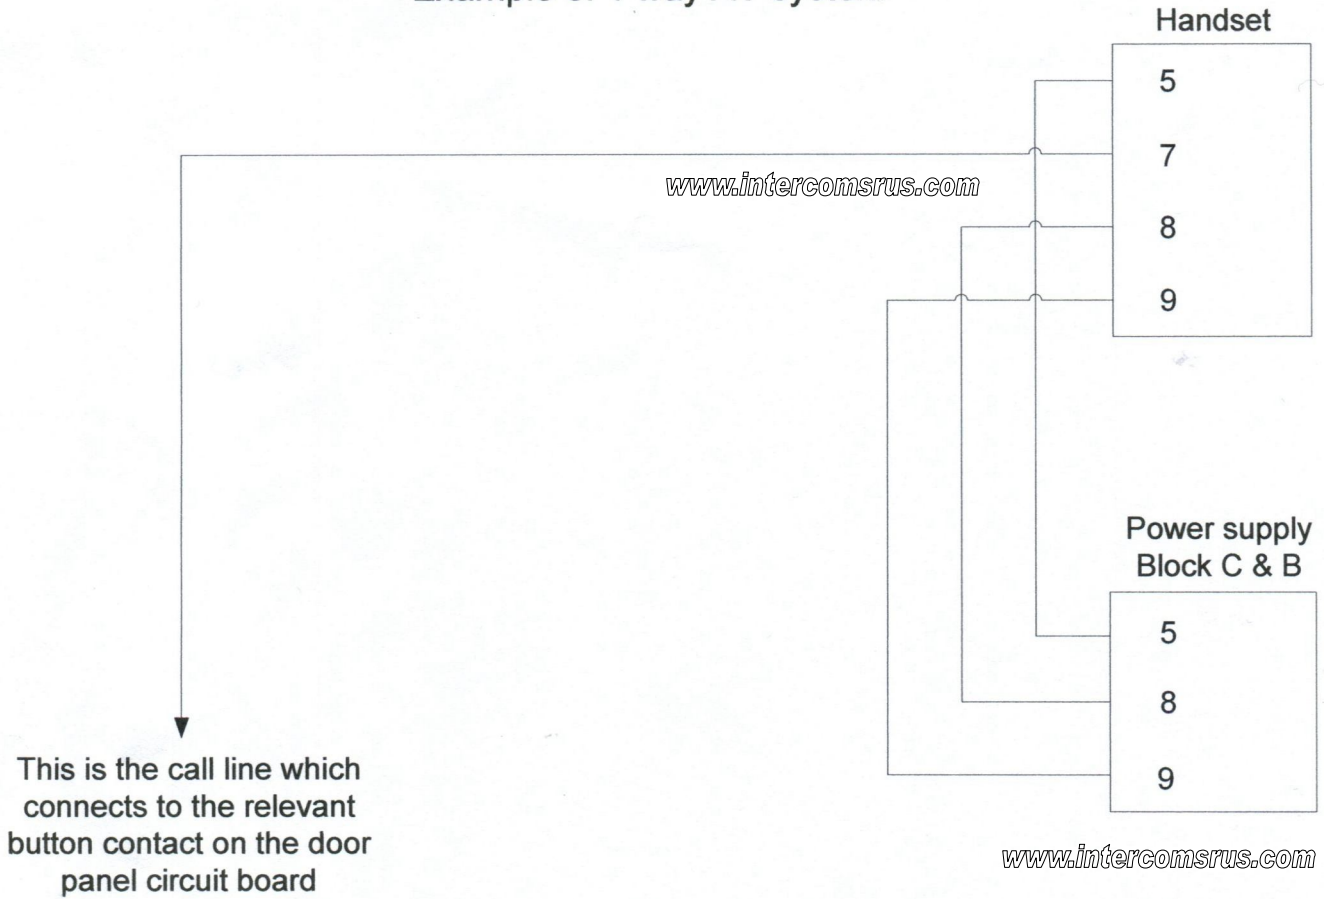 Handset
5
7
www.intercomsrus.com
8
9
Power supply
Block C & B
5
8
9
This is the call line which
connects to the relevant
button contact on the door
panel circuit board
www.intercomsrus.com